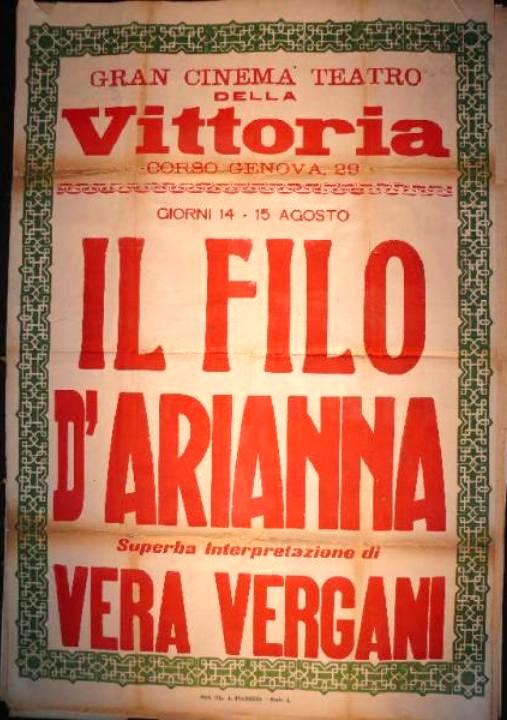 GRAN CINEMA TEATRO
DELLA
Vittoria
CORSO GENOVA, 29
GIORNI 14 - 15 AGOSTO
IL FILO
D'ARIANNA
Superba interpretazione di
VERA VERGANI